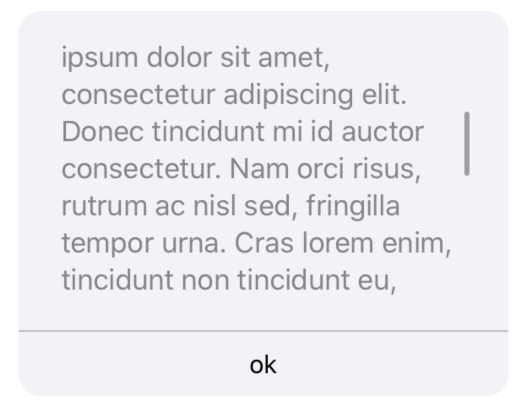 ipsum dolor sit amet,
consectetur adipiscing elit.
Donec tincidunt mi id auctor
consectetur. Nam orci risus,
rutrum ac nisl sed, fringilla
tempor urna. Cras lorem enim,
tincidunt non tincidunt eu,
ok